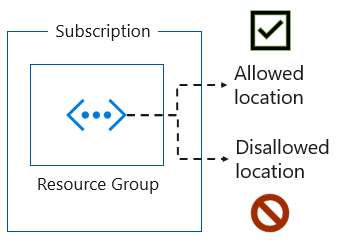 Subscription
Allowed
location
Disallowed
location
Resource Group